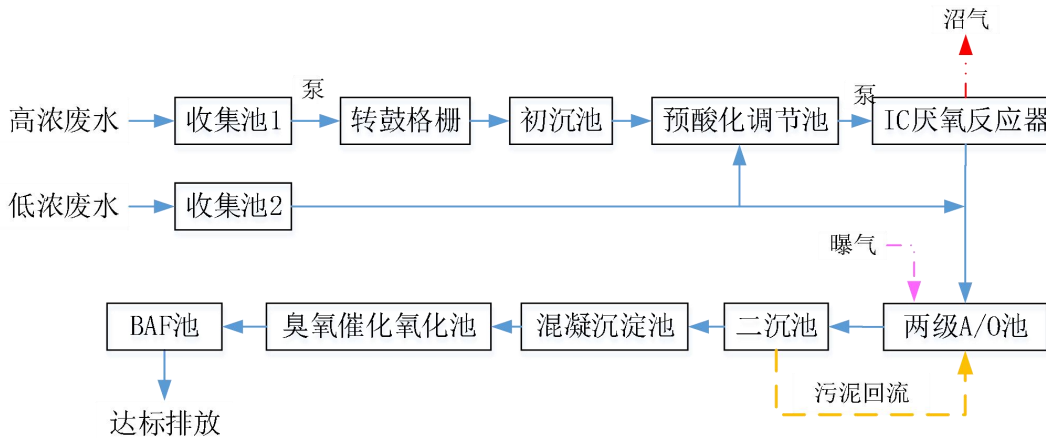 沼气
泵
泵
高浓废水
收集池1
转鼓格栅
初沉池
预酸化调节池
IC厌氧反应器
低浓废水
收集池2
曝气
BAF池
臭氧催化氧化池
混凝沉淀池
二沉池
两级A/O池
污泥回流
达标排放